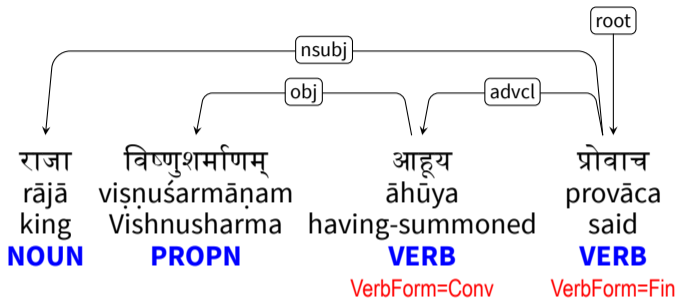 root
nsubj
obj advcl
राजा विष्णुशर्माणम् आहूय प्रोवाच
rājā viṣṇuśarmāṇam āhūya provāca
king Vishnusharma having-summoned said
NOUN PROPN VERB VERB
VerbForm=Conv VerbForm=Fin